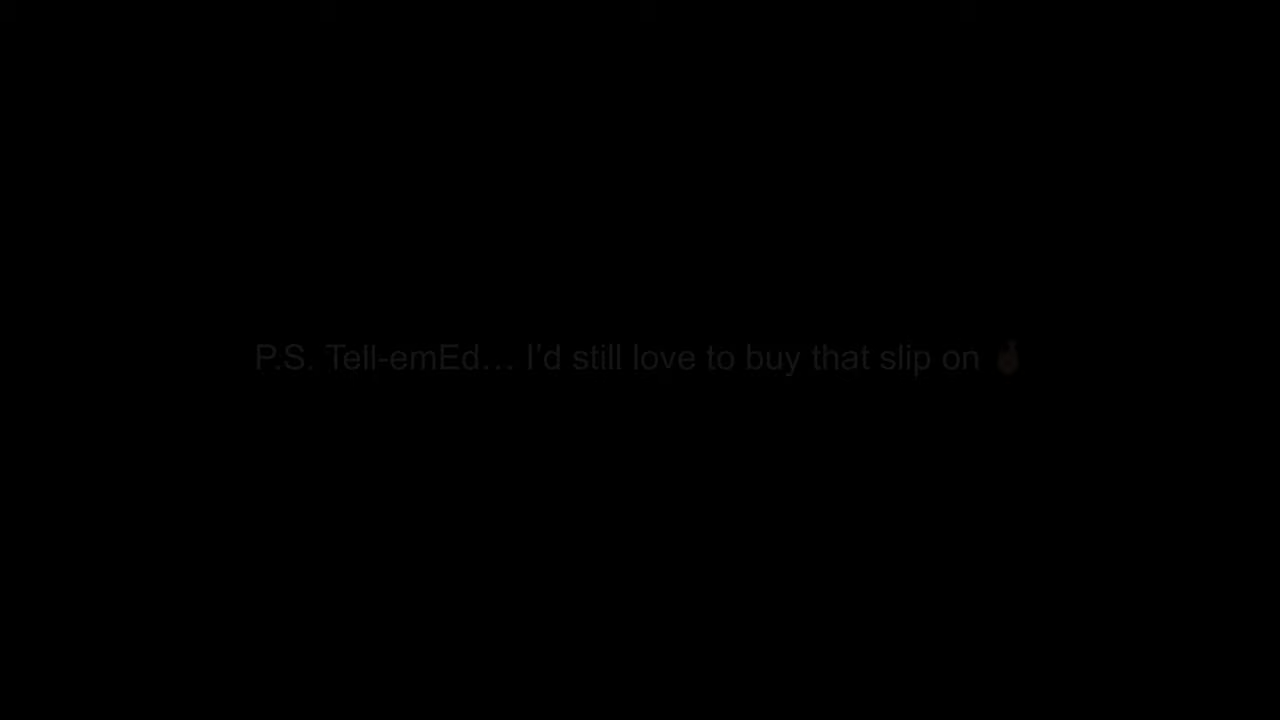 P.S. Tell-emEd… I’d still love to buy that slip on 🤞🏿